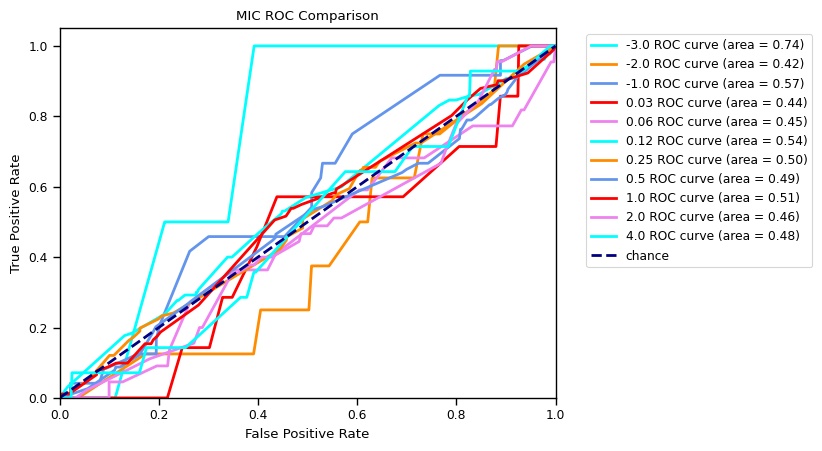 MIC ROC Comparison
1.0
0.8
0.6
0.4
0.2
0.0
True Positive Rate
0.0 0.2 0.4 0.6 0.8 1.0
False Positive Rate
-3.0 ROC curve (area = 0.74)
-2.0 ROC curve (area = 0.42)
-1.0 ROC curve (area = 0.57)
0.03 ROC curve (area = 0.44)
0.06 ROC curve (area = 0.45)
0.12 ROC curve (area = 0.54)
0.25 ROC curve (area = 0.50)
0.5 ROC curve (area = 0.49)
1.0 ROC curve (area = 0.51)
2.0 ROC curve (area = 0.46)
4.0 ROC curve (area = 0.48)
chance